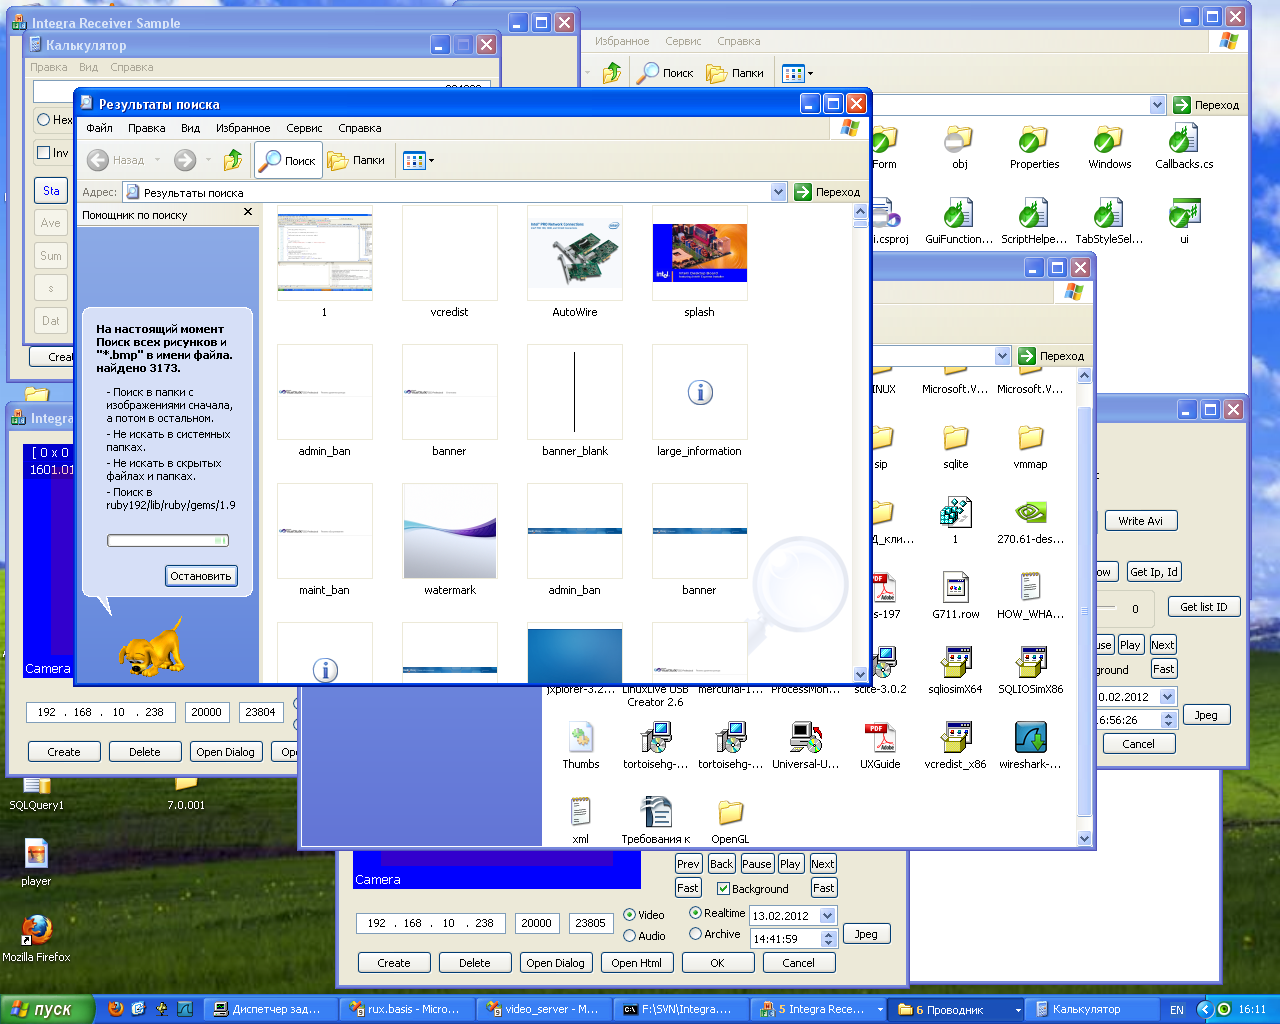 Integra Receiver Sample
Калькулятор
Правка Вид Справка
Hex
Inv
Sta
Ave
Sum
s
Dat
Избранное Сервис Справка
Поиск Папки
Переход
Form
obj
Properties
Windows
Callbacks.cs
i.csproj
GuiFunction...
ScriptHelpe...
TabStyleSel...
ui
Результаты поиска
Файл Правка Вид Избранное Сервис Справка
Назад Поиск Папки
Адрес: Результаты поиска Переход
Помощник по поиску
На настоящий момент
Поиск всех рисунков и
"*.bmp" в имени файла.
найдено 3173.
- Поиск в папки с
изображениями сначала,
а потом в остальном.
- Не искать в системных
папках.
- Не искать в скрытых
файлах и папках.
- Поиск в
ruby192/lib/ruby/gems/1.9
Остановить
1
vcredist
AutoWire
splash
admin_ban
banner
banner_blank
large_information
maint_ban
watermark
admin_ban
banner
Переход
INUX
Microsoft.V...
Microsoft.V...
sip
sqlite
vmmap
Д_кли...
1
270.61-des...
s-197
G711.row
HOW_WHA...
jxplorer-3.2...
LinuxLive USB
Creator 2.6
mercurial-1...
ProcessMon...
scite-3.0.2
sqliosimX64
SQLIOSimX86
Thumbs
tortoisehg-...
tortoisehg-...
Universal-U...
UXGuide
vcredist_x86
wireshark-...
xml
Требования к
OpenGL
Write Avi
Get Ip, Id
0
Get list ID
Play Next
Fast
16:56:26
Jpeg
Cancel
[ 0 x 0
1601.01
Camera
192 . 168 . 10 . 238 20000 23804
Create Delete Open Dialog
SQLQuery1
7.0.001
player
Mozilla Firefox
Camera
Prev Back Pause Play Next
Fast Background Fast
192 . 168 . 10 . 238 20000 23805
Video Realtime 13.02.2012
Audio Archive 14:41:59
Jpeg
Create Delete Open Dialog Open Html OK Cancel
пуск
Диспетчер зад...
rux.basis - Micro...
video_server - M...
F:\SVN\Integra....
5 Integra Rece...
6 Проводник
Калькулятор
EN
16:11